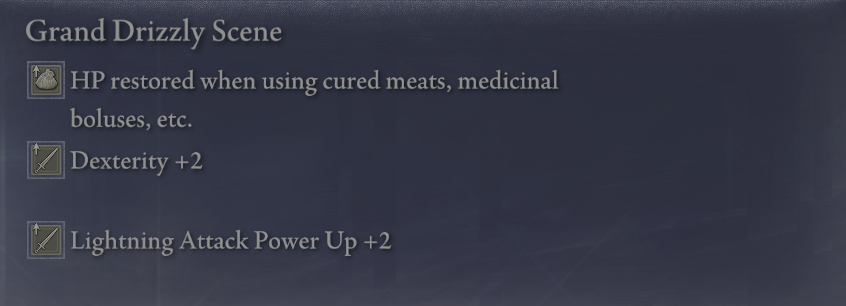 Grand Drizzly Scene
HP restored when using cured meats, medicinal
boluses, etc.
Dexterity +2
Lightning Attack Power Up +2